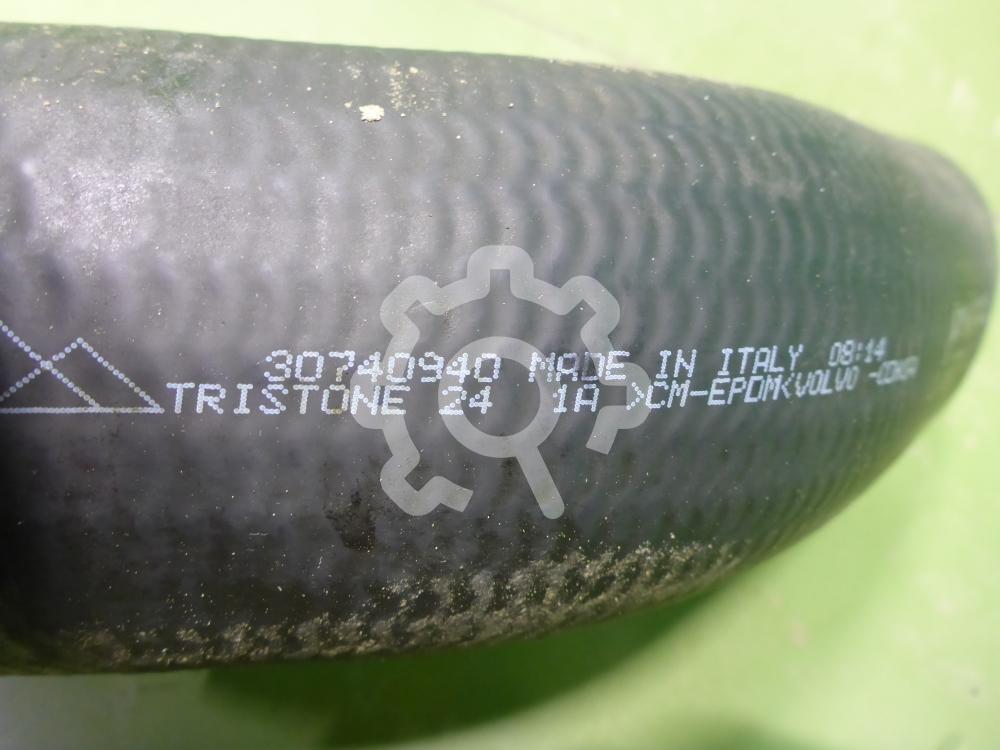 30740940 MADE IN ITALY 08:14
TRISTONE 24 1A >CM-EPDM<VOLVO